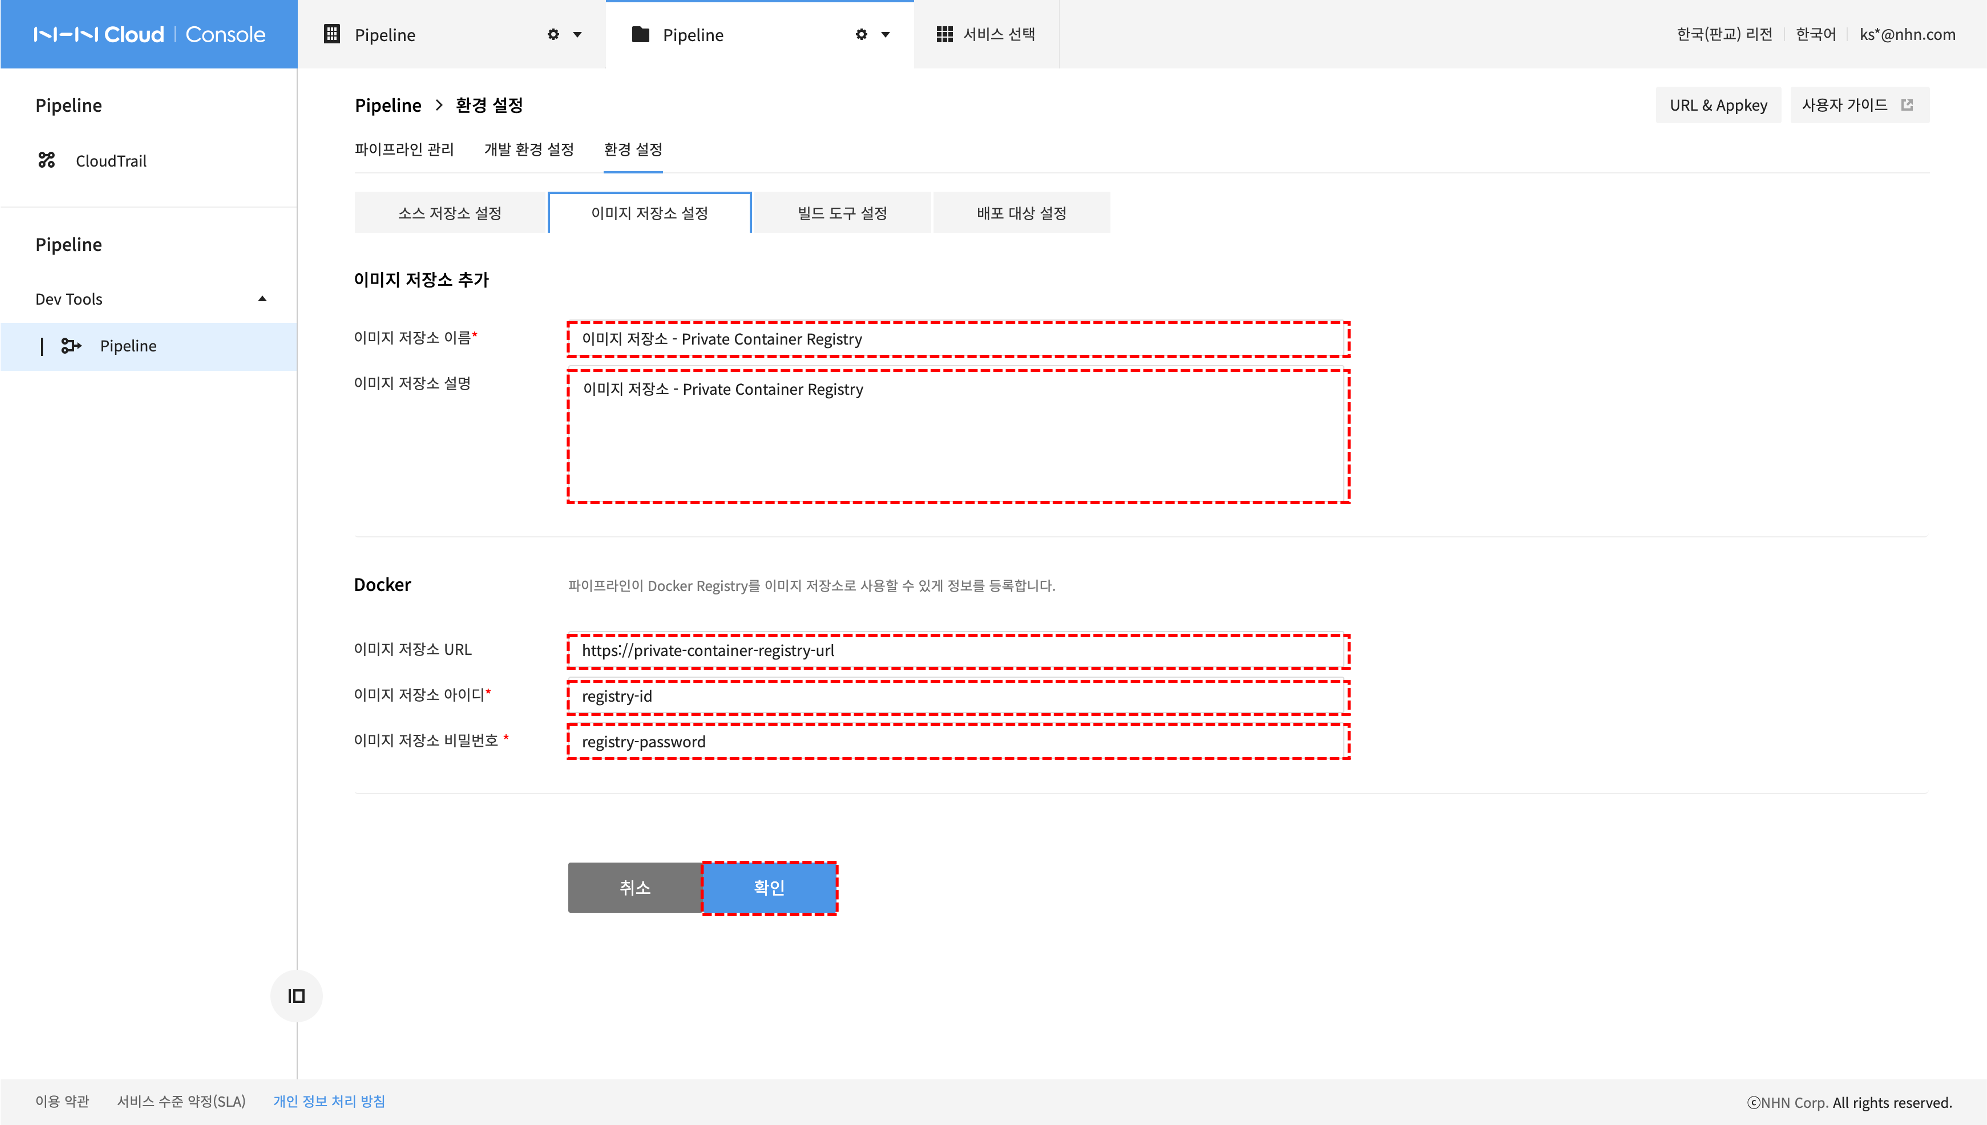 NHN Cloud | Console
Pipeline
Pipeline
서비스 선택
한국(판교) 리전
한국어
ks*@nhn.com
Pipeline
CloudTrail
Pipeline
Dev Tools
Pipeline
Pipeline > 환경 설정
URL & Appkey
사용자 가이드
파이프라인 관리
개발 환경 설정
환경 설정
소스 저장소 설정
이미지 저장소 설정
빌드 도구 설정
배포 대상 설정
이미지 저장소 추가
이미지 저장소 이름*
이미지 저장소 - Private Container Registry
이미지 저장소 설명
이미지 저장소 - Private Container Registry
Docker
파이프라인이 Docker Registry를 이미지 저장소로 사용할 수 있게 정보를 등록합니다.
이미지 저장소 URL
https://private-container-registry-url
이미지 저장소 아이디*
registry-id
이미지 저장소 비밀번호 *
registry-password
취소
확인
이용 약관
서비스 수준 약정(SLA)
개인 정보 처리 방침
ⓒNHN Corp. All rights reserved.